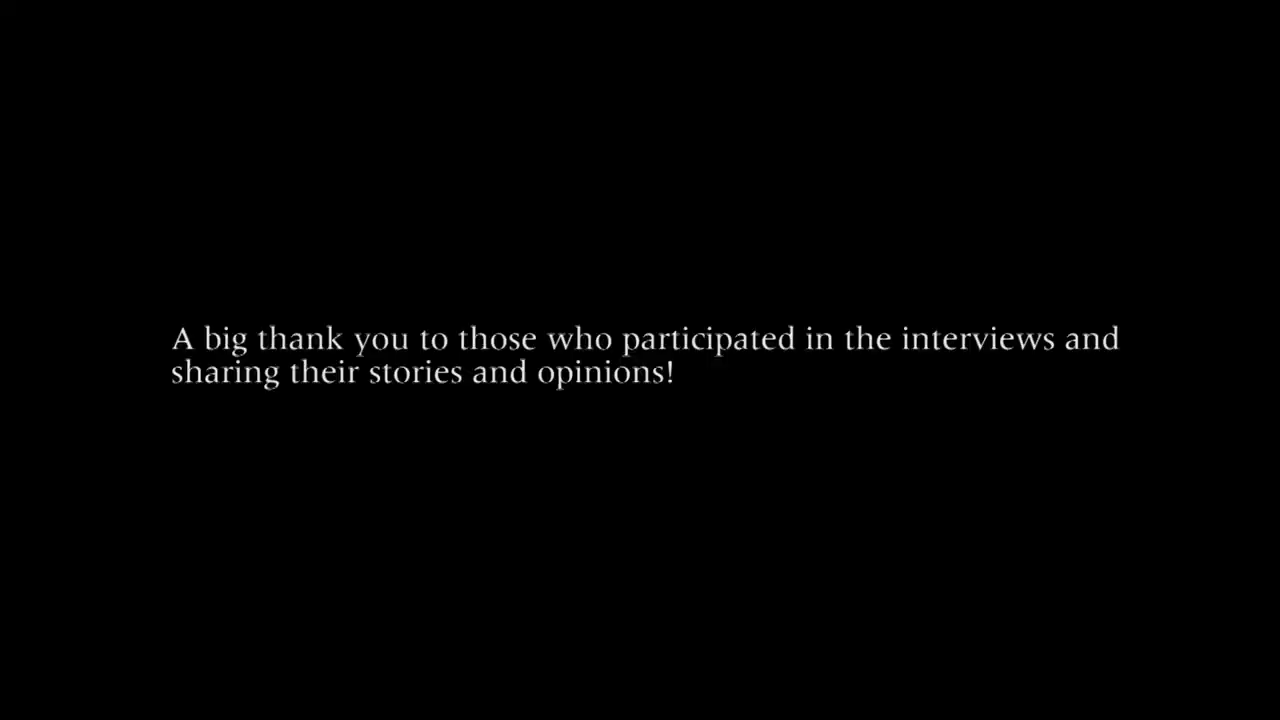 A big thank you to those who participated in the interviews and
sharing their stories and opinions!